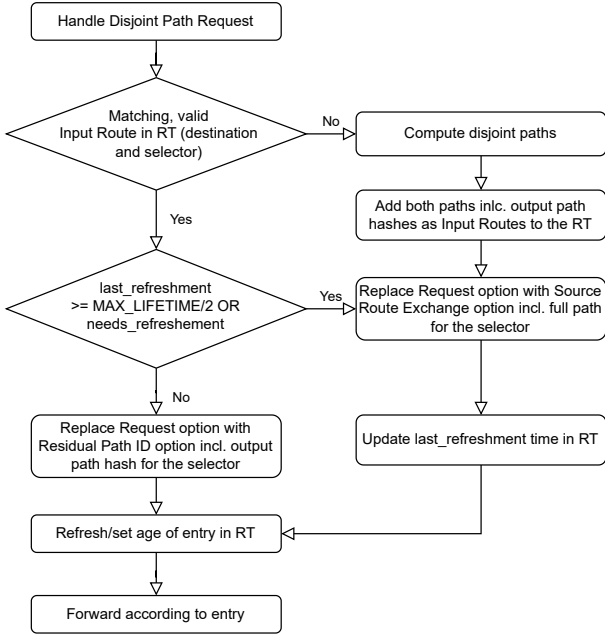 Handle Disjoint Path Request
Matching, valid
Input Route in RT (destination
and selector)
No
Compute disjoint paths
Add both paths inlc. output path
hashes as Input Routes to the RT
Yes
last_refreshment
>= MAX_LIFETIME/2 OR
needs_refreshement
Yes
Replace Request option with Source
Route Exchange option incl. full path
for the selector
No
Replace Request option with
Residual Path ID option incl. output
path hash for the selector
Update last_refreshment time in RT
Refresh/set age of entry in RT
Forward according to entry